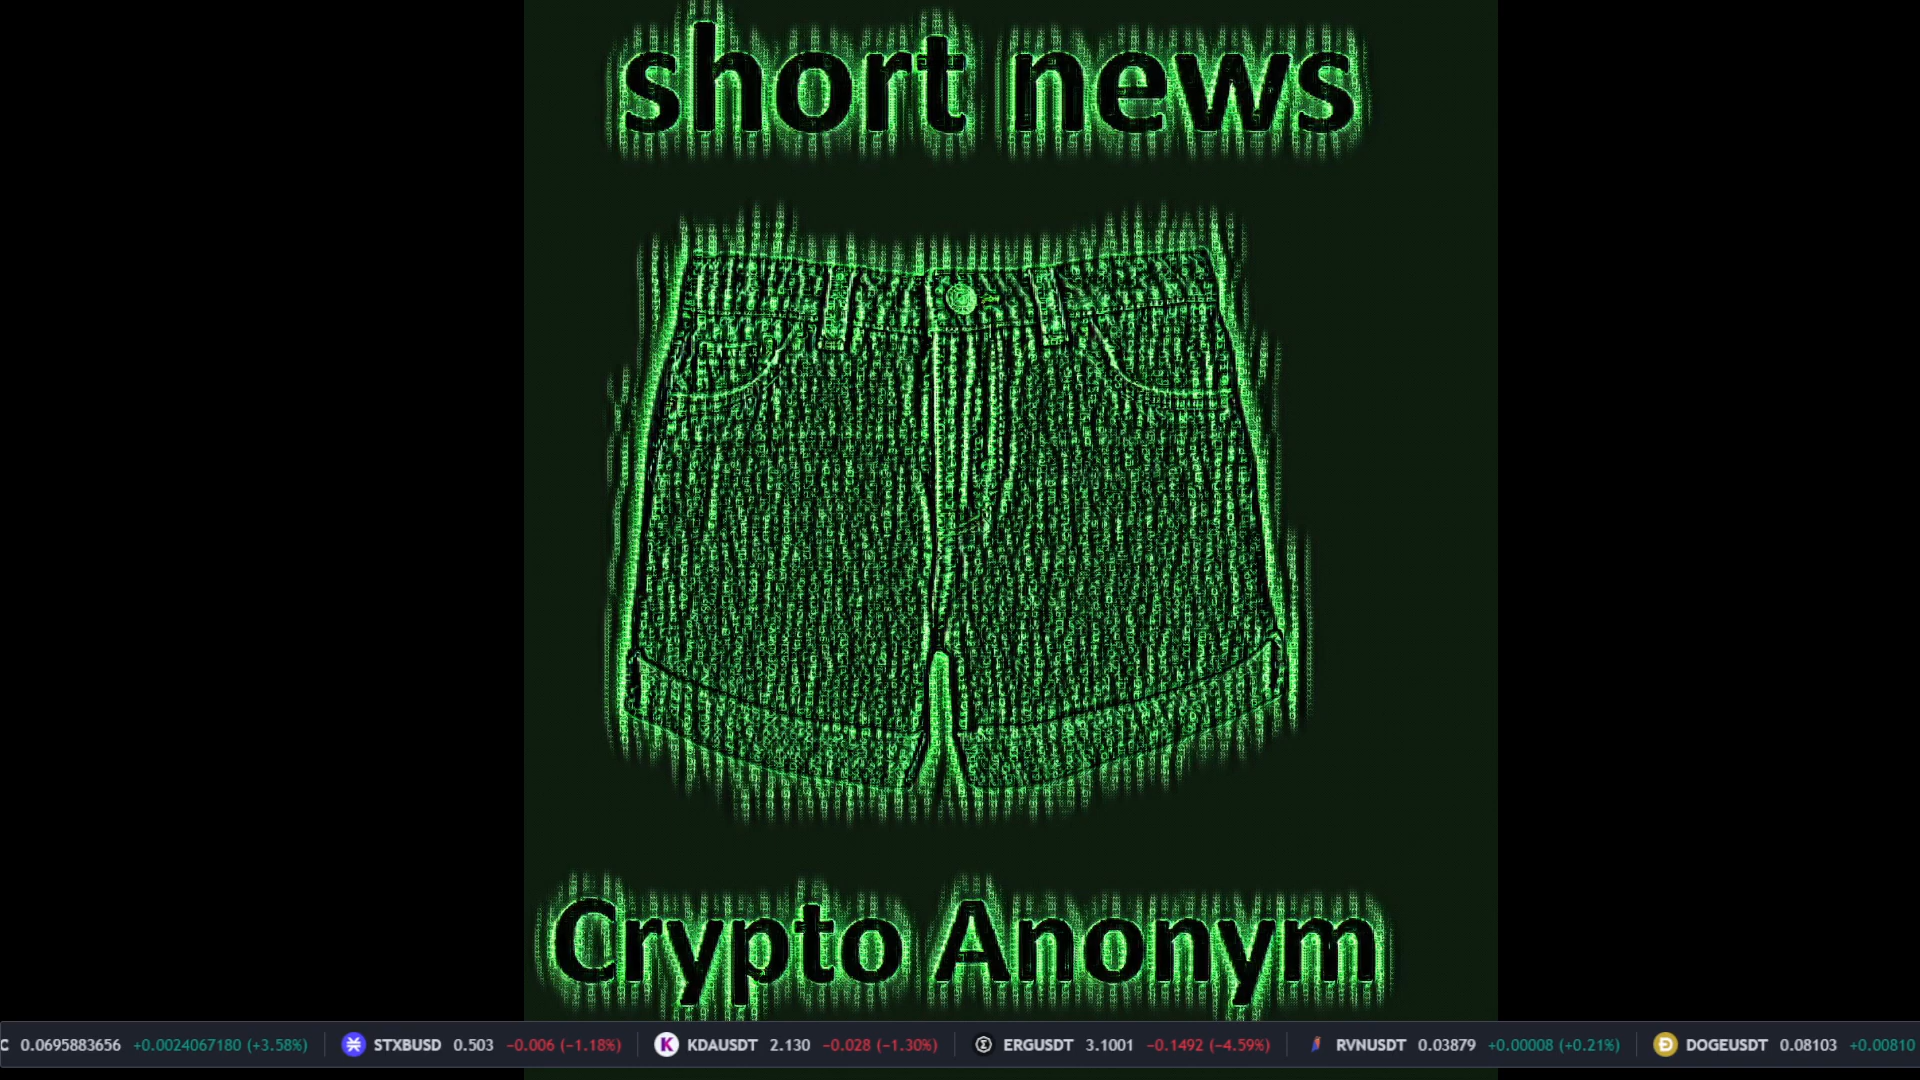 short news
Crypto Anonym
C 0.0695883656 +0.0024067180 (+3.58%) STXBUSD 0.503 −0.006 (−1.18%) KDAUSDT 2.130 −0.028 (−1.30%) ERGUSDT 3.1001 −0.1492 (−4.59%) RVNUSDT 0.03879 +0.00008 (+0.21%) DOGEUSDT 0.08103 +0.00810